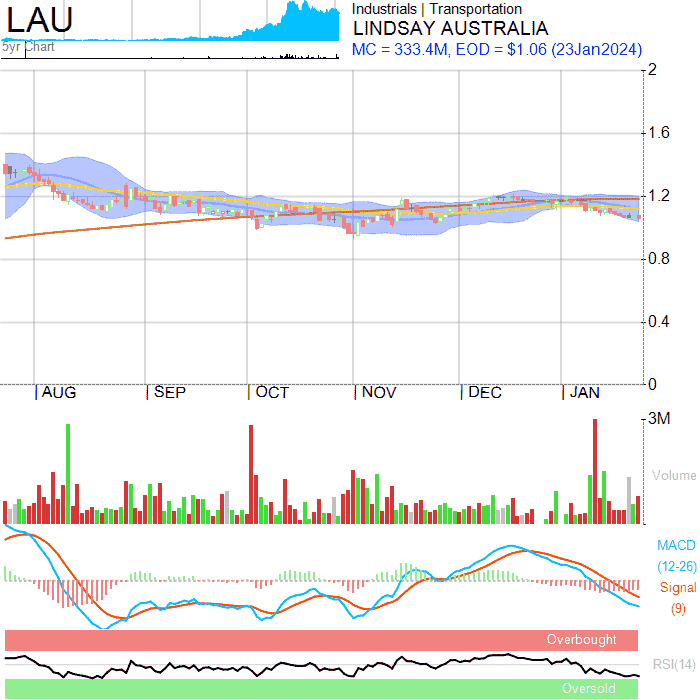 LAU
5yr Chart
Industrials | Transportation
LINDSAY AUSTRALIA
MC = 333.4M, EOD = $1.06 (23Jan2024)
2
1.6
1.2
0.8
0.4
0
AUG SEP OCT NOV DEC JAN
3M
Volume
MACD
(12-26)
Signal
(9)
Overbought
RSI(14)
Oversold